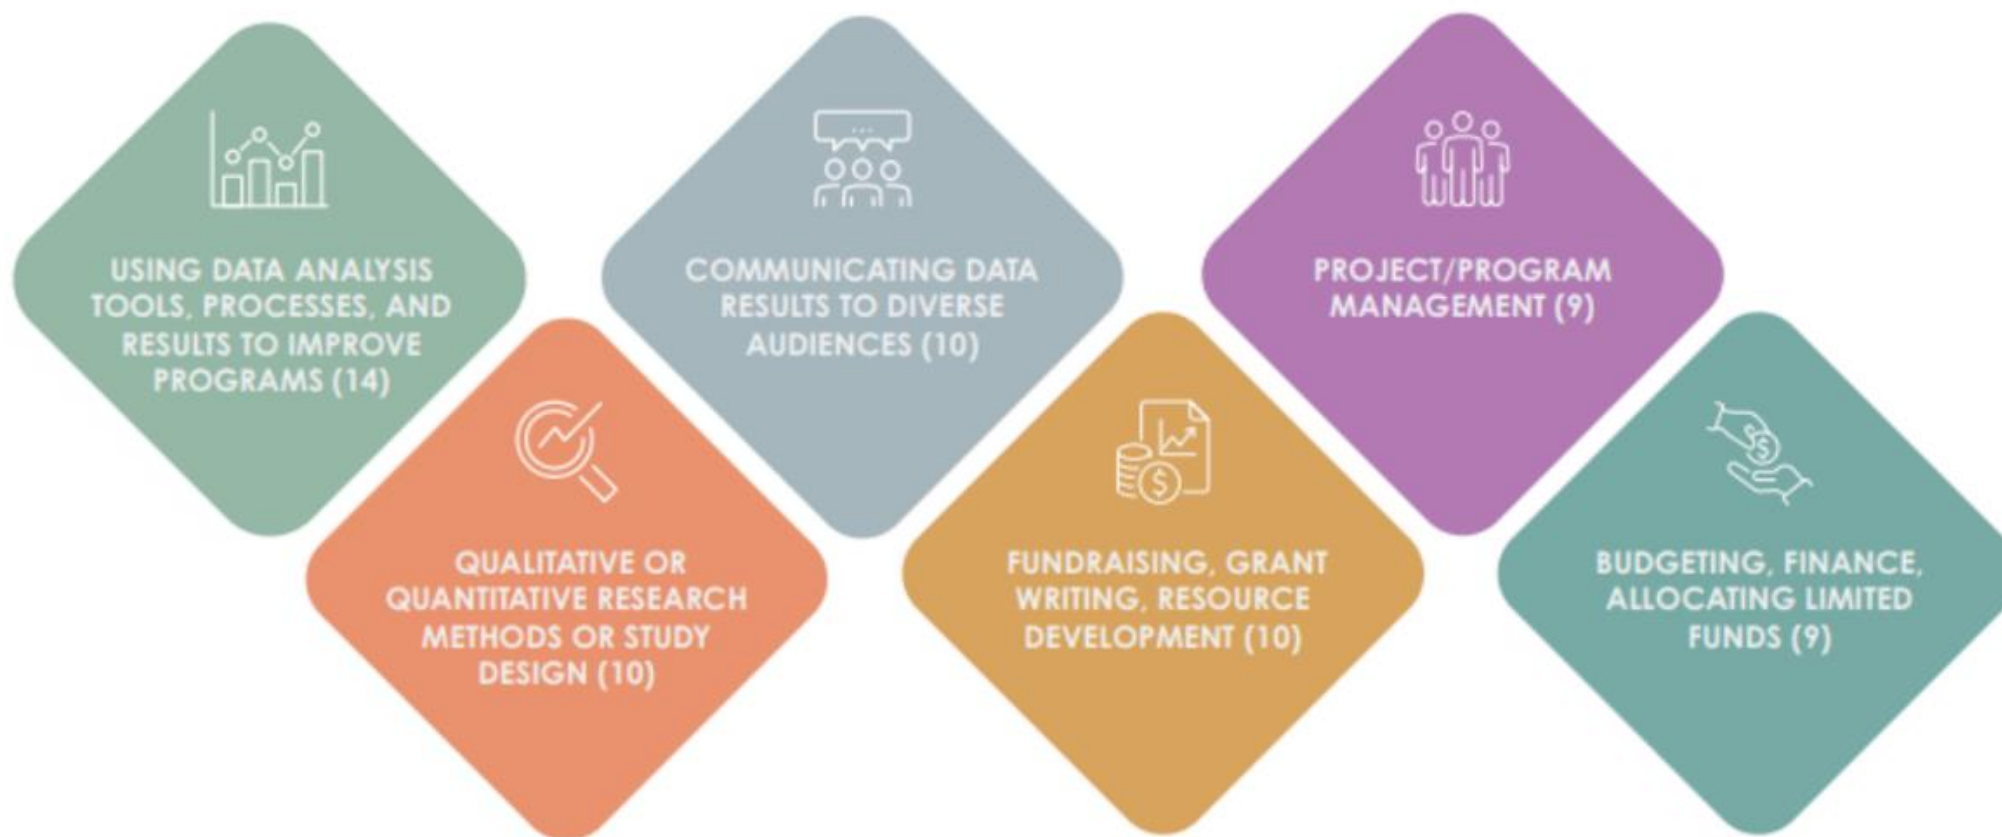 USING DATA ANALYSIS
TOOLS, PROCESSES, AND
RESULTS TO IMPROVE
PROGRAMS (14)
QUALITATIVE OR
QUANTITATIVE RESEARCH
METHODS OR STUDY
DESIGN (10)
COMMUNICATING DATA
RESULTS TO DIVERSE
AUDIENCES (10)
FUNDRAISING, GRANT
WRITING, RESOURCE
DEVELOPMENT (10)
PROJECT/PROGRAM
MANAGEMENT (9)
BUDGETING, FINANCE,
ALLOCATING LIMITED
FUNDS (9)